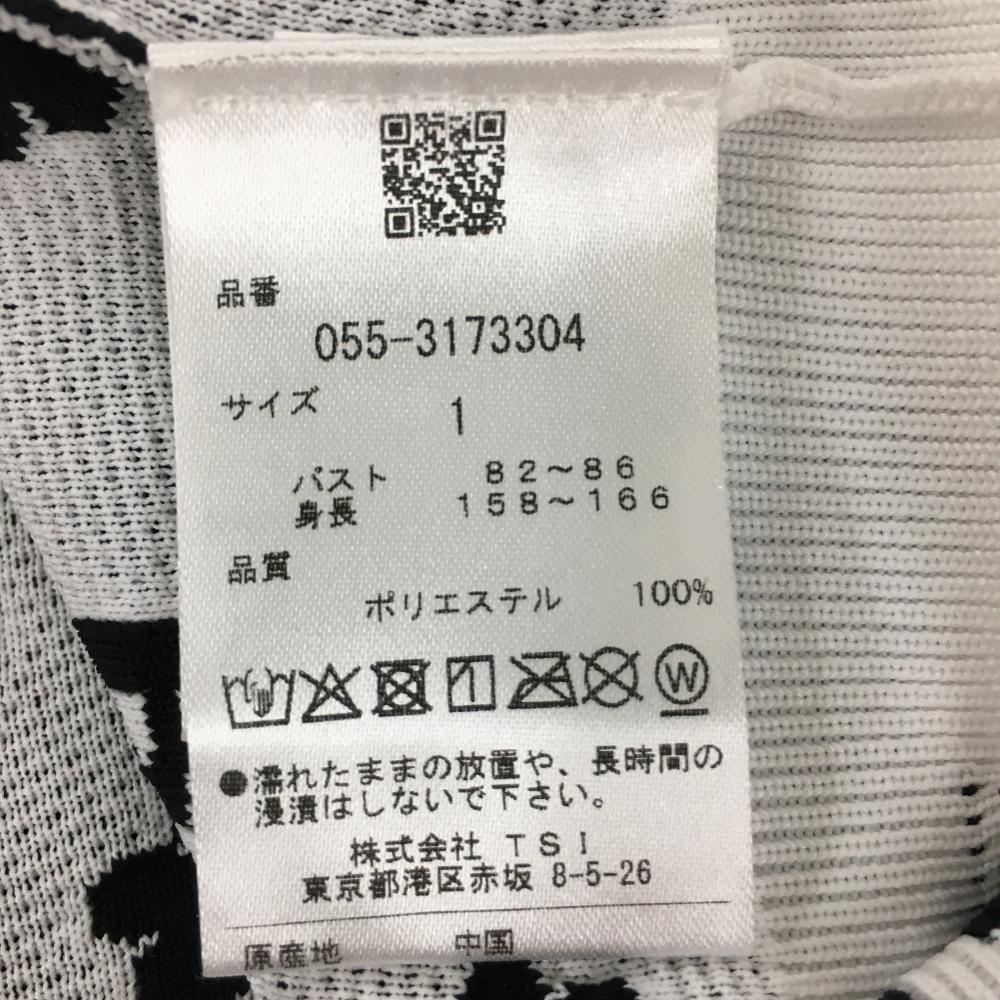 品番
055-3173304
サイズ 1
バスト 82～86
身長 158～166
品質
ポリエステル 100%
W
●濡れたままの放置や、長時間の
浸漬はしないで下さい。
株式会社 TSI
東京都港区赤坂 8-5-26
原産地 中国